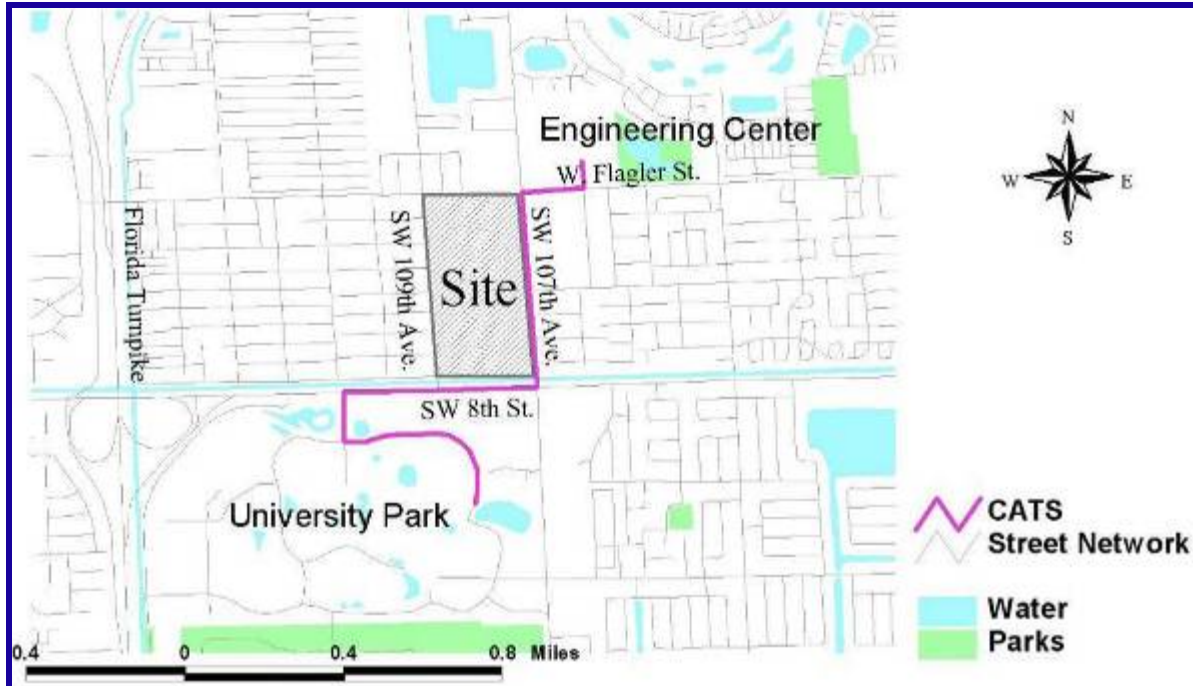 Engineering Center
W. Flagler St.
N
W
E
S
Florida Turnpike
SW 109th Ave.
Site
SW 107th Ave.
SW 8th St.
University Park
CATS
Street Network
Water
Parks
0.4 0 0.4 0.8 Miles